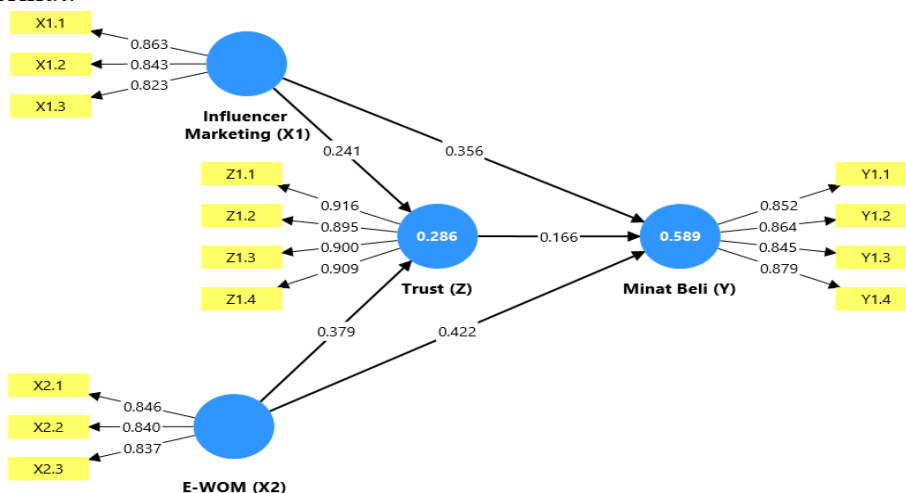 X1.1
0.863
X1.2
0.843
X1.3
0.823
Influencer
Marketing (X1)
0.241
0.356
Z1.1
0.916
Z1.2
0.895
Z1.3
0.900
Z1.4
0.909
0.286
Trust (Z)
0.166
0.589
Minat Beli (Y)
Y1.1
0.852
Y1.2
0.864
Y1.3
0.845
Y1.4
0.879
0.379
0.422
X2.1
0.846
X2.2
0.840
X2.3
0.837
E-WOM (X2)